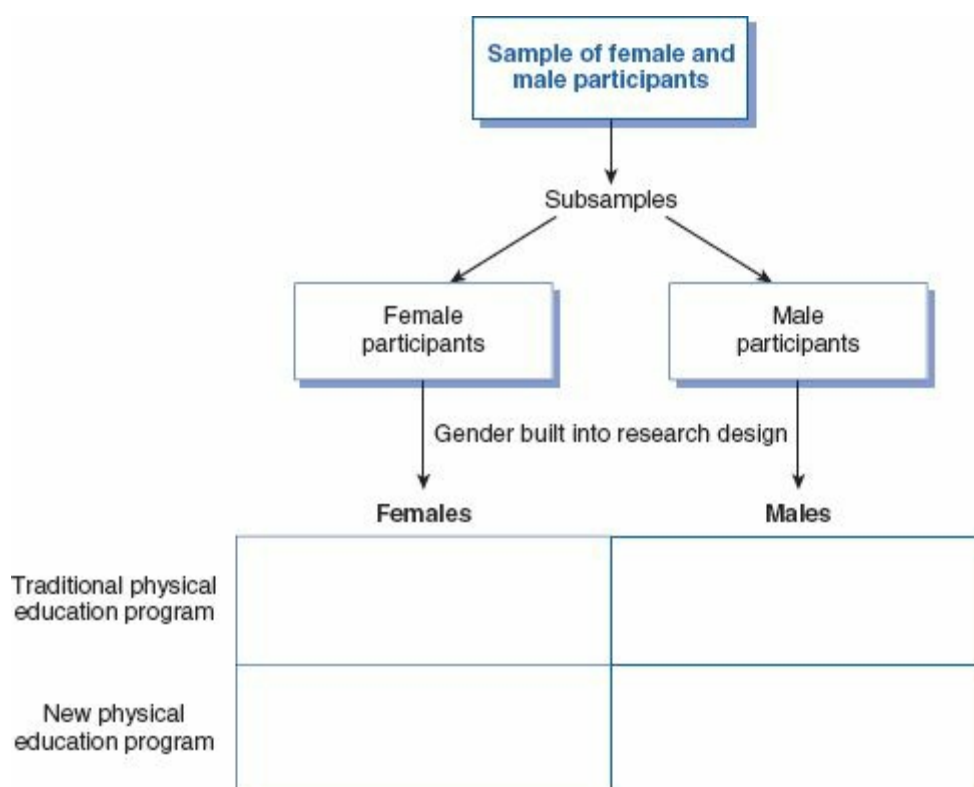 Sample of female and
male participants
Subsamples
Female
participants
Male
participants
Gender built into research design
Females
Males
Traditional physical
education program
New physical
education program